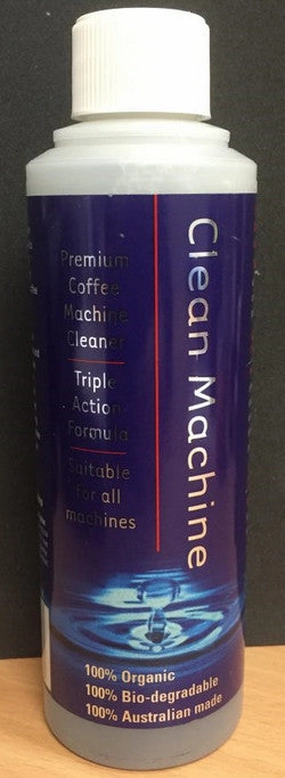 Premium
Coffee
Machine
Cleaner
Triple
Action
Formula
Suitable
for all
machines
Clean Machine
100% Organic
100% Bio-degradable
100% Australian made